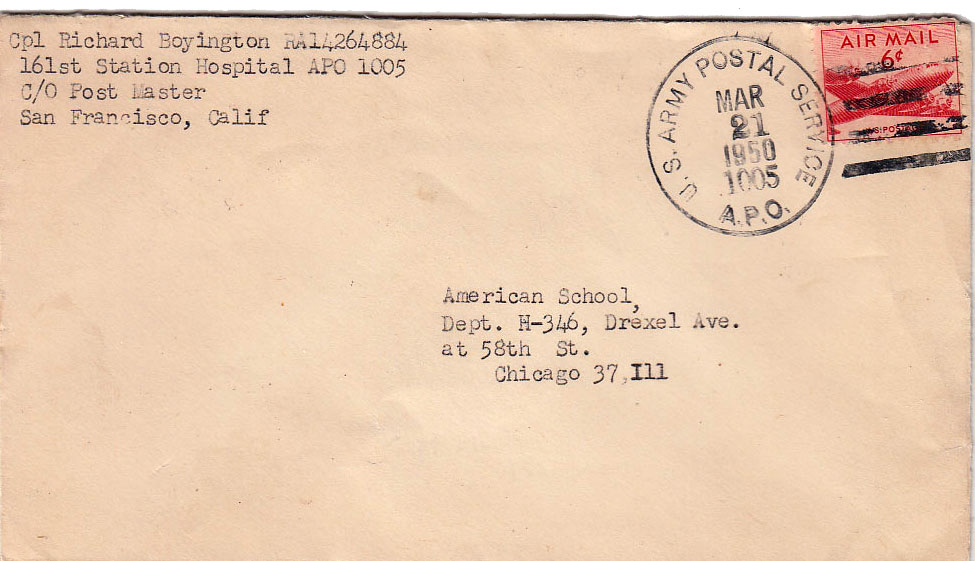 Cpl Richard Boyington RA14264884
161st Station Hospital APO 1005
C/O Post Master
San Francisco, Calif
AIR MAIL
6¢
U.S. POSTAGE
U.S. ARMY POSTAL SERVICE
MAR
21
1950
1005
A.P.O.
American School,
Dept. H-346, Drexel Ave.
at 58th St.
Chicago 37, Ill